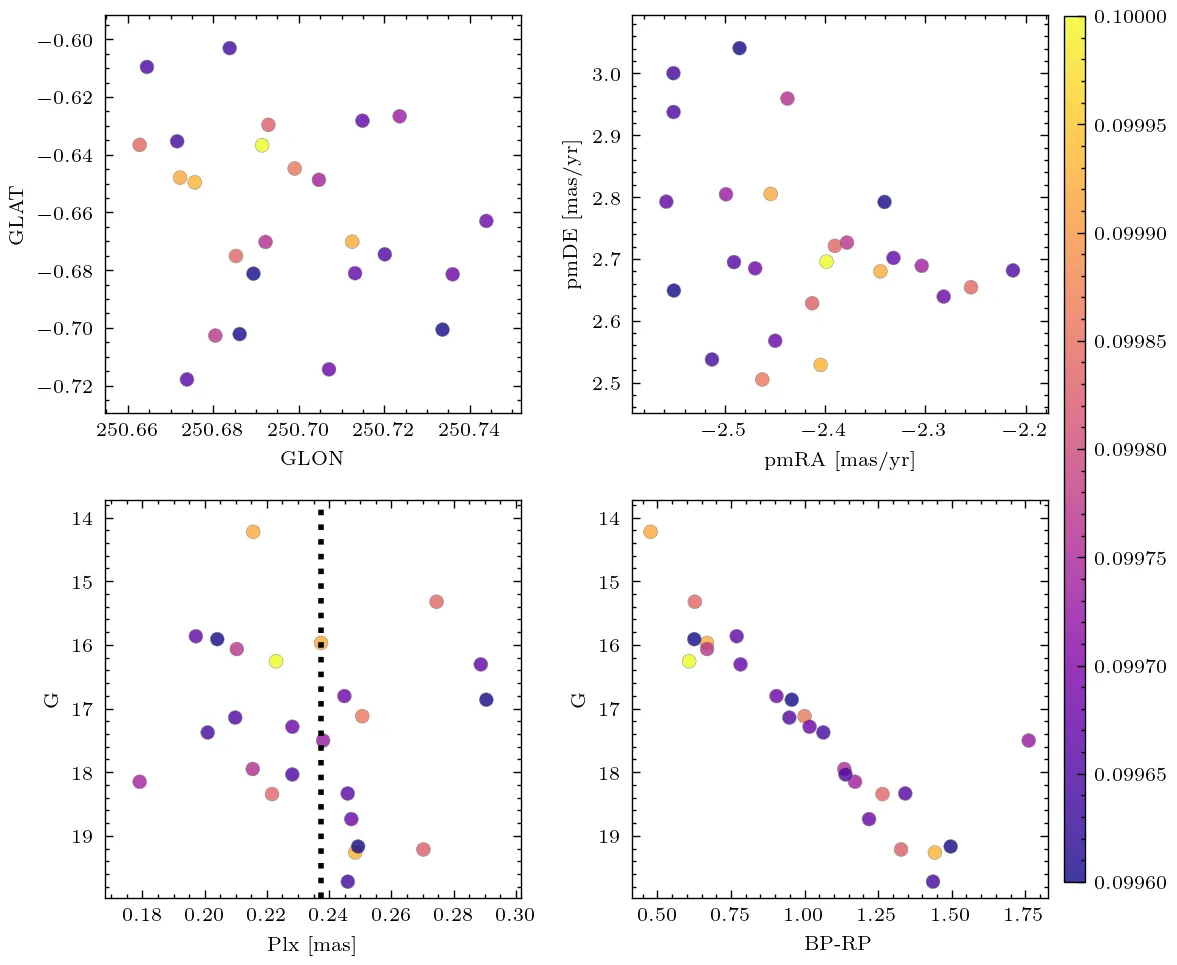 −0.60
−0.62
−0.64
−0.66
−0.68
−0.70
−0.72
GLAT
250.66 250.68 250.70 250.72 250.74
GLON
3.0
2.9
2.8
2.7
2.6
2.5
pmDE [mas/yr]
−2.5 −2.4 −2.3 −2.2
pmRA [mas/yr]
0.10000
0.09995
0.09990
0.09985
0.09980
0.09975
0.09970
0.09965
0.09960
14
15
16
17
18
19
G
0.18 0.20 0.22 0.24 0.26 0.28 0.30
Plx [mas]
14
15
16
17
18
19
G
0.50 0.75 1.00 1.25 1.50 1.75
BP-RP